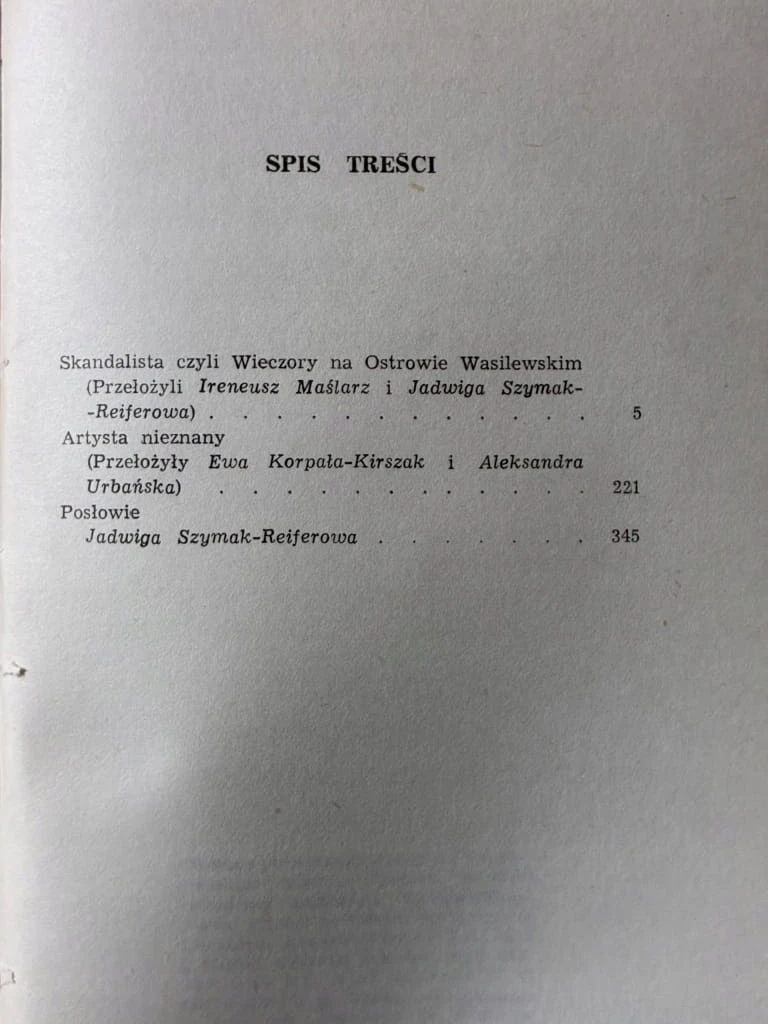 SPIS TREŚCI
Skandalista czyli Wieczory na Ostrowie Wasilewskim
(Przełożyli Ireneusz Maślarz i Jadwiga Szymak-
-Reiferowa) . . . . . . . . . . . . 5
Artysta nieznany
(Przełożyły Ewa Korpała-Kirszak i Aleksandra
Urbańska) . . . . . . . . . . . . 221
Posłowie
Jadwiga Szymak-Reiferowa . . . . . . . 345